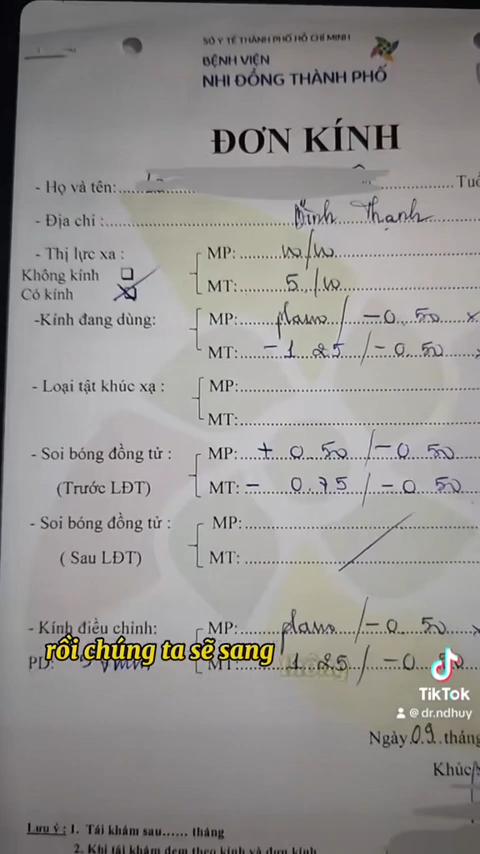 SỞ Y TẾ THÀNH PHỐ HỒ CHÍ MINH
BỆNH VIỆN
NHI ĐỒNG THÀNH PHỐ
ĐƠN KÍNH
- Họ và tên:
- Địa chỉ: Bình Thạnh
- Thị lực xa :
Không kính
Có kính
MP: 10/10
MT: 5/10
-Kính đang dùng:
MP: plano / -0.50 x
MT: -1.25 / -0.50 x
- Loại tật khúc xạ :
MP:
MT:
- Soi bóng đồng tử :
(Trước LĐT)
MP: +0.50 / -0.50
MT: -0.75 / -0.50
- Soi bóng đồng tử :
( Sau LĐT)
MP:
MT:
- Kính điều chỉnh:
MP: plano / -0.50 x
rồi chúng ta sẽ sang
PD:
MT: 1.25 / -0
TikTok
@ dr.ndhuy
Ngày 09 tháng
Khúc
Lưu ý : 1. Tái khám sau...... tháng
2. Khi tái khám đem theo kính và đơn kính